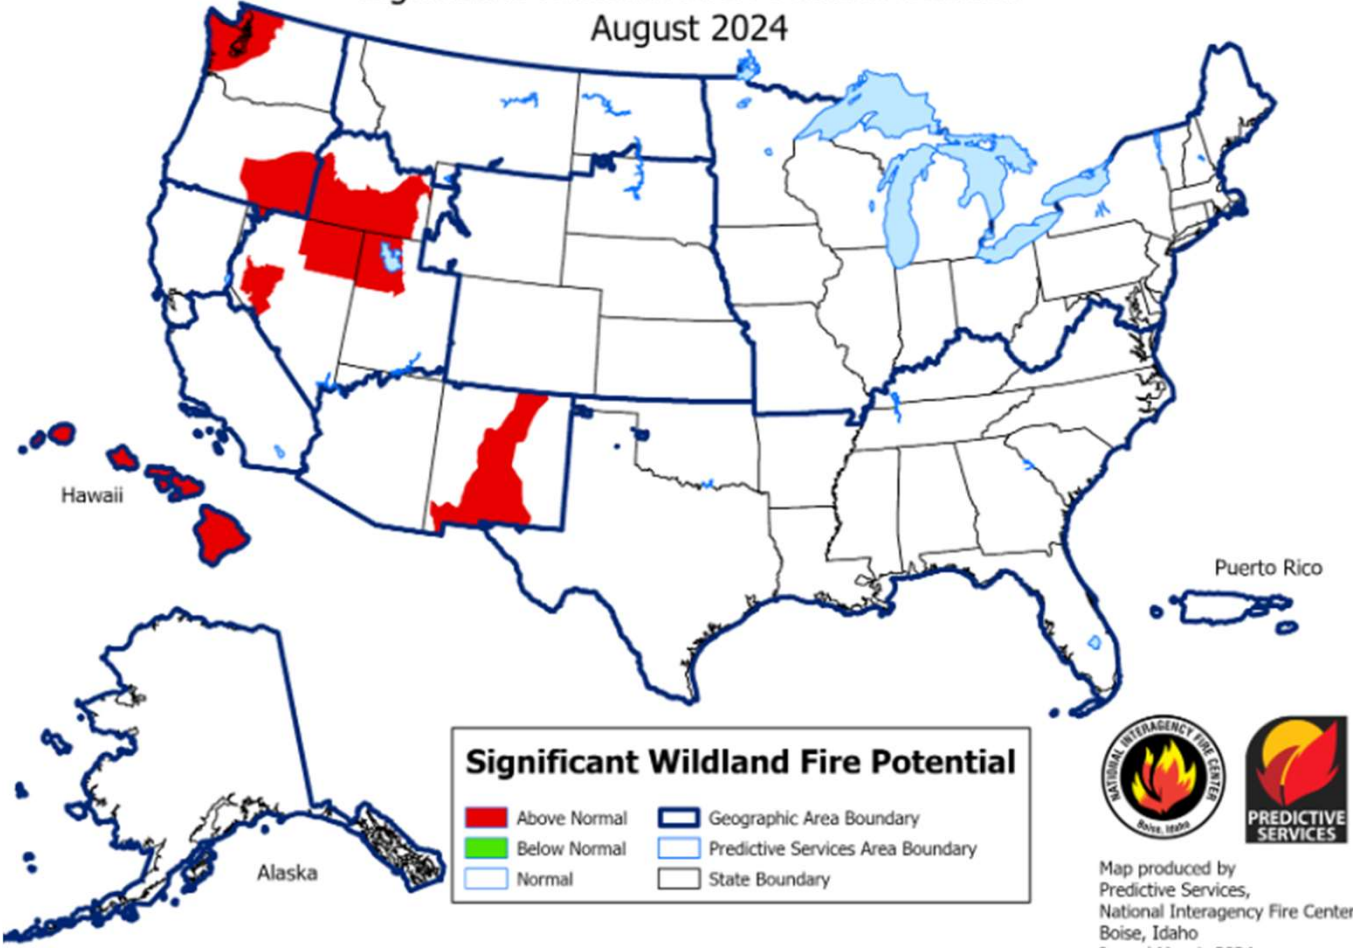 August 2024
Hawaii
Puerto Rico
Alaska
Significant Wildland Fire Potential
Above Normal
Below Normal
Normal
Geographic Area Boundary
Predictive Services Area Boundary
State Boundary
NATIONAL INTERAGENCY FIRE CENTER
Boise, Idaho
PREDICTIVE
SERVICES
Map produced by
Predictive Services,
National Interagency Fire Center
Boise, Idaho